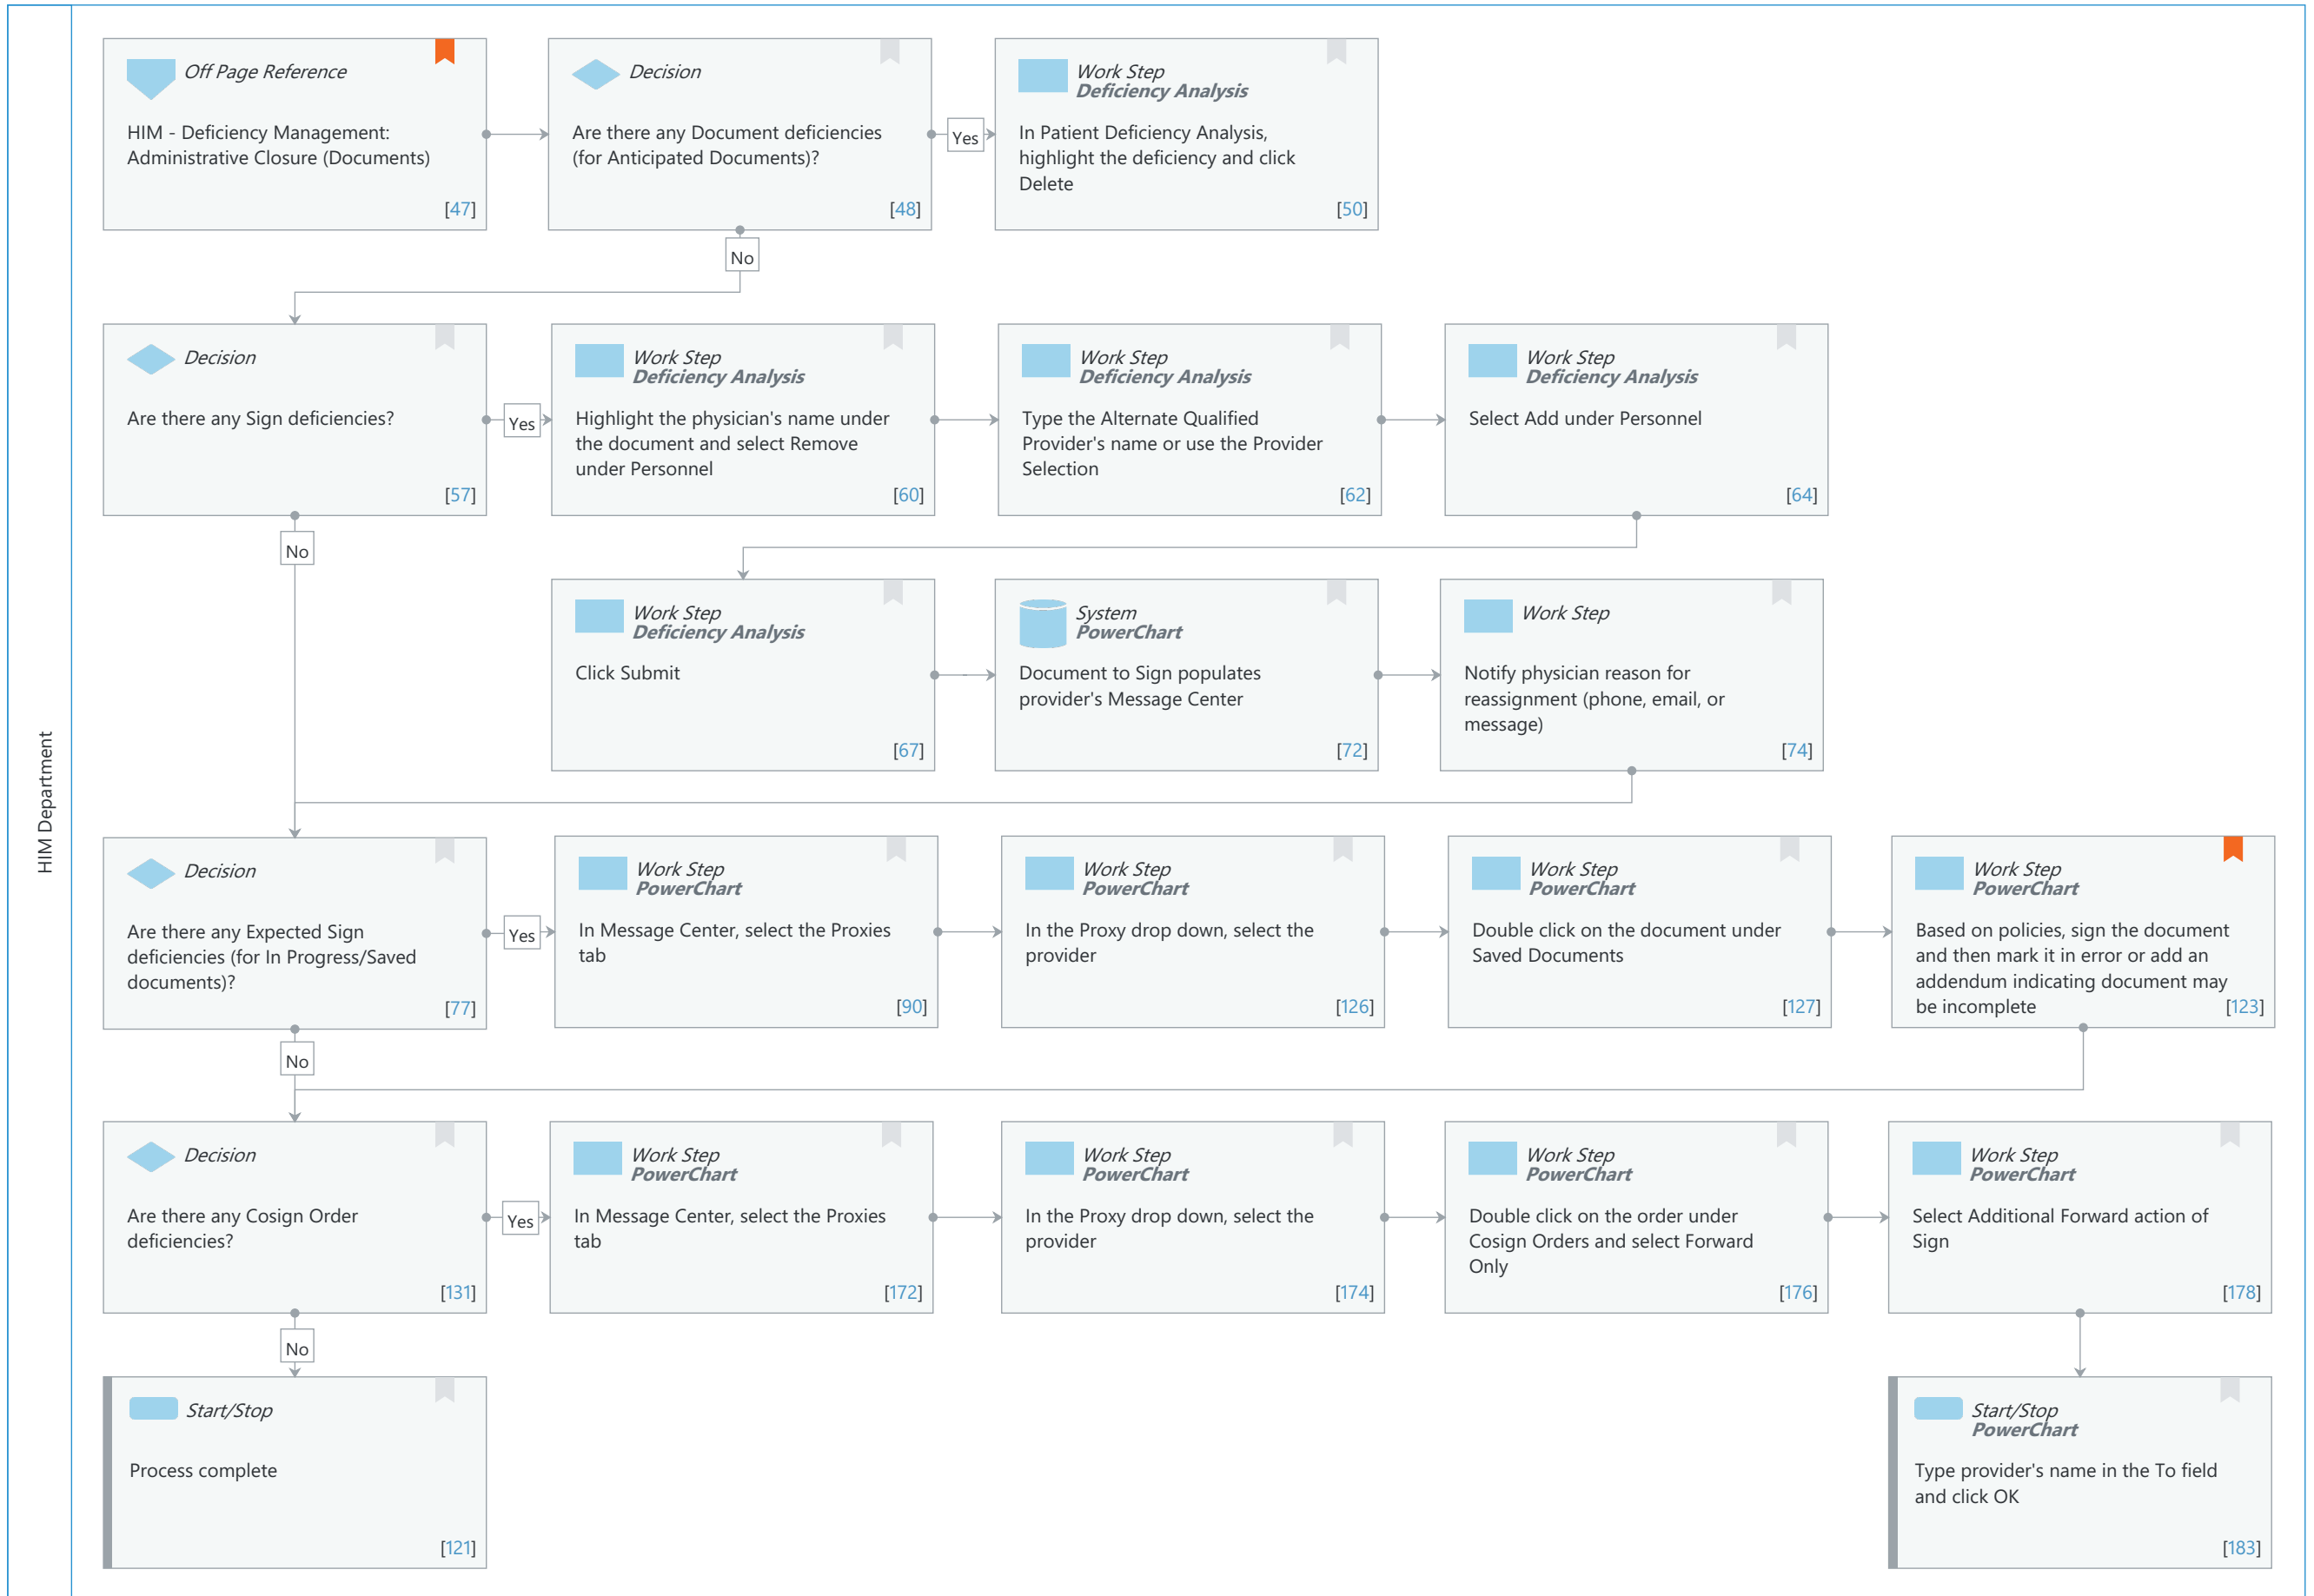 HIM Department
Off Page Reference
HIM - Deficiency Management:
Administrative Closure (Documents)
[47]
Decision
Are there any Document deficiencies
(for Anticipated Documents)?
[48]
Yes
Work Step
Deficiency Analysis
In Patient Deficiency Analysis,
highlight the deficiency and click
Delete
[50]
No
Decision
Are there any Sign deficiencies?
[57]
Yes
Work Step
Deficiency Analysis
Highlight the physician's name under
the document and select Remove
under Personnel
[60]
Work Step
Deficiency Analysis
Type the Alternate Qualified
Provider's name or use the Provider
Selection
[62]
Work Step
Deficiency Analysis
Select Add under Personnel
[64]
No
Work Step
Deficiency Analysis
Click Submit
[67]
System
PowerChart
Document to Sign populates
provider's Message Center
[72]
Work Step
Notify physician reason for
reassignment (phone, email, or
message)
[74]
Decision
Are there any Expected Sign
deficiencies (for In Progress/Saved
documents)?
[77]
Yes
Work Step
PowerChart
In Message Center, select the Proxies
tab
[90]
Work Step
PowerChart
In the Proxy drop down, select the
provider
[126]
Work Step
PowerChart
Double click on the document under
Saved Documents
[127]
Work Step
PowerChart
Based on policies, sign the document
and then mark it in error or add an
addendum indicating document may
be incomplete
[123]
No
Decision
Are there any Cosign Order
deficiencies?
[131]
Yes
Work Step
PowerChart
In Message Center, select the Proxies
tab
[172]
Work Step
PowerChart
In the Proxy drop down, select the
provider
[174]
Work Step
PowerChart
Double click on the order under
Cosign Orders and select Forward
Only
[176]
Work Step
PowerChart
Select Additional Forward action of
Sign
[178]
No
Start/Stop
Process complete
[121]
Start/Stop
PowerChart
Type provider's name in the To field
and click OK
[183]